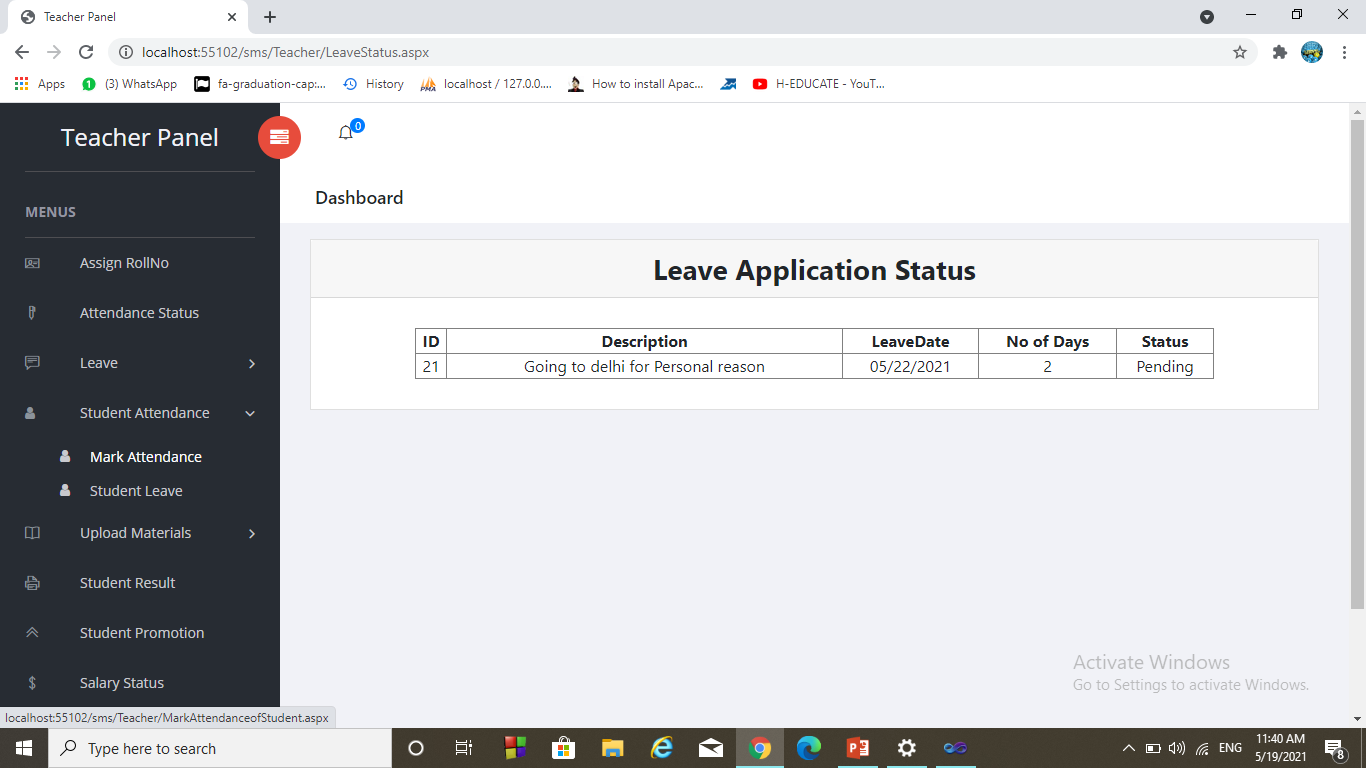 Teacher Panel
localhost:55102/sms/Teacher/LeaveStatus.aspx
Apps (3) WhatsApp fa-graduation-cap:... History localhost / 127.0.0.... How to install Apac... H-EDUCATE - YouT...
Teacher Panel
0
Dashboard
MENUS
Assign RollNo
Attendance Status
Leave
Student Attendance
Mark Attendance
Student Leave
Upload Materials
Student Result
Student Promotion
Salary Status
Leave Application Status
ID Description LeaveDate No of Days Status
21 Going to delhi for Personal reason 05/22/2021 2 Pending
Activate Windows
Go to Settings to activate Windows.
localhost:55102/sms/Teacher/MarkAttendanceofStudent.aspx
Type here to search
ENG
11:40 AM
5/19/2021
8